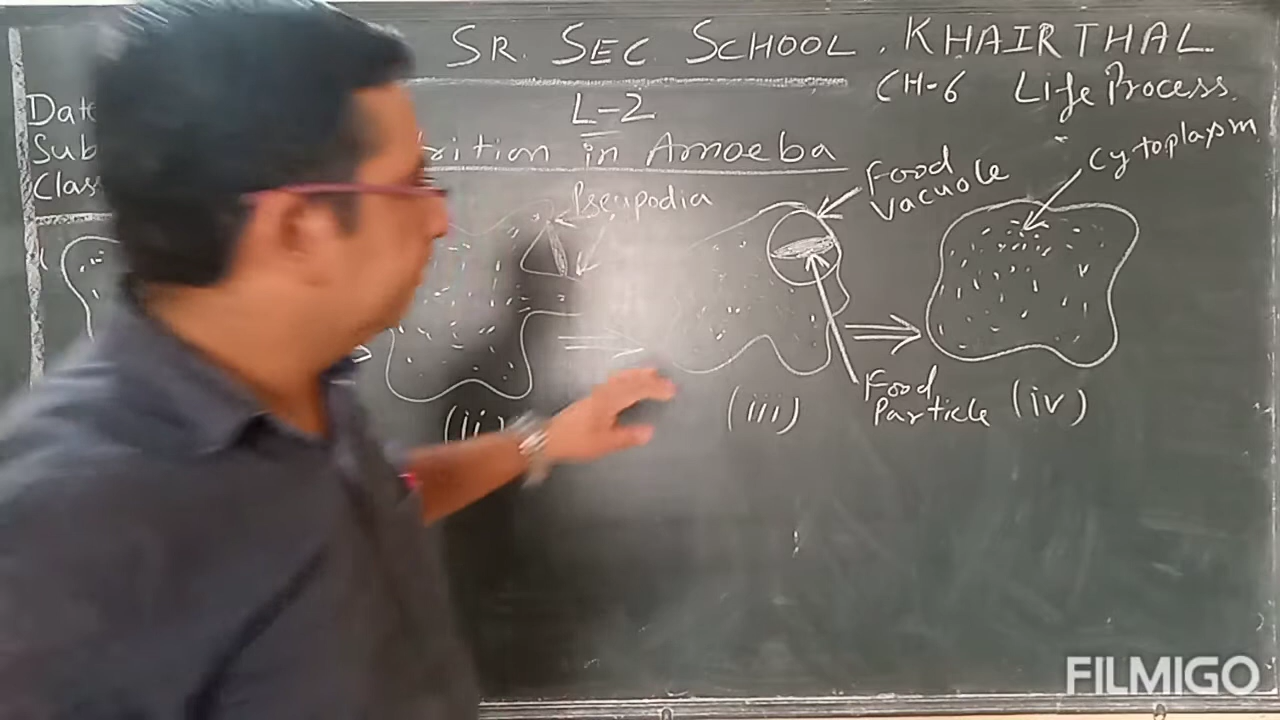 SR. SEC. SCHOOL, KHAIRTHAL
CH-6 Life Process.
L-2
Date
Sub
Class
rition in Amoeba
Pseupodia
Food
Vacuole
Cytoplasm
Food
Particle
(ii)
(iii)
(iv)
FILMIGO